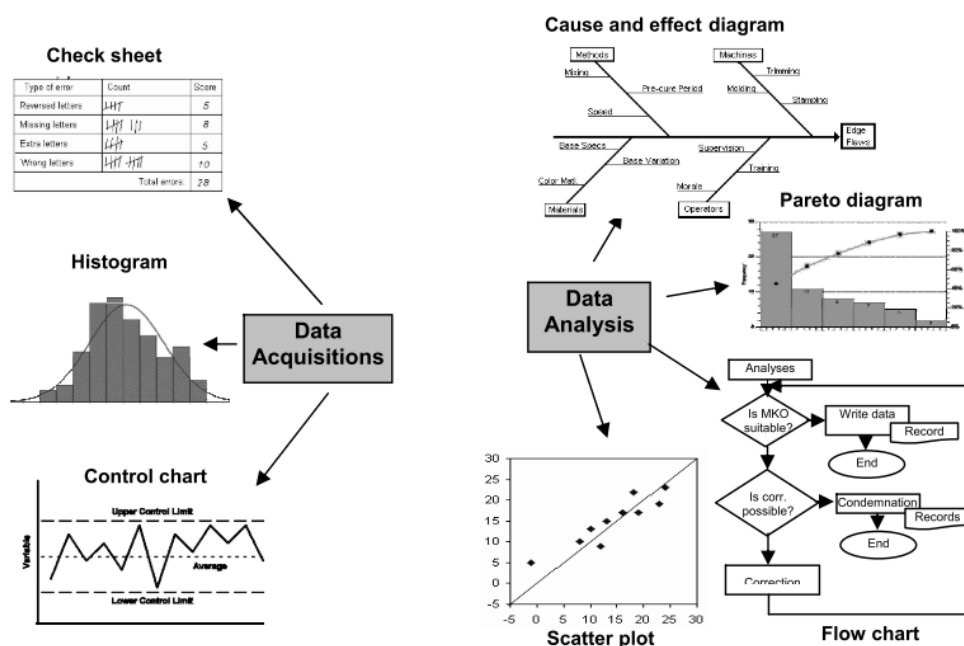 Check sheet
Type of error Count Score
Reversed letters 5
Missing letters 8
Extra letters 5
Wrong letters 10
Total errors: 28
Histogram
Data
Acquisitions
Control chart
Upper Control Limit
Variable
Average
Lower Control Limit
Cause and effect diagram
Methods
Machines
Mixing
Trimming
Pre-cure Period
Molding
Speed
Stamping
Edge
Flaws
Base Specs
Supervision
Base Variation
Training
Color Matl.
Morale
Materials
Operators
Pareto diagram
Data
Analysis
Frequency
100%
Analyses
Is MKO
suitable?
Write data
Record
End
Is corr.
possible?
Condemnation
Records
End
Correction
Flow chart
30
25
20
15
10
5
0
-5
-5 0 5 10 15 20 25 30
Scatter plot